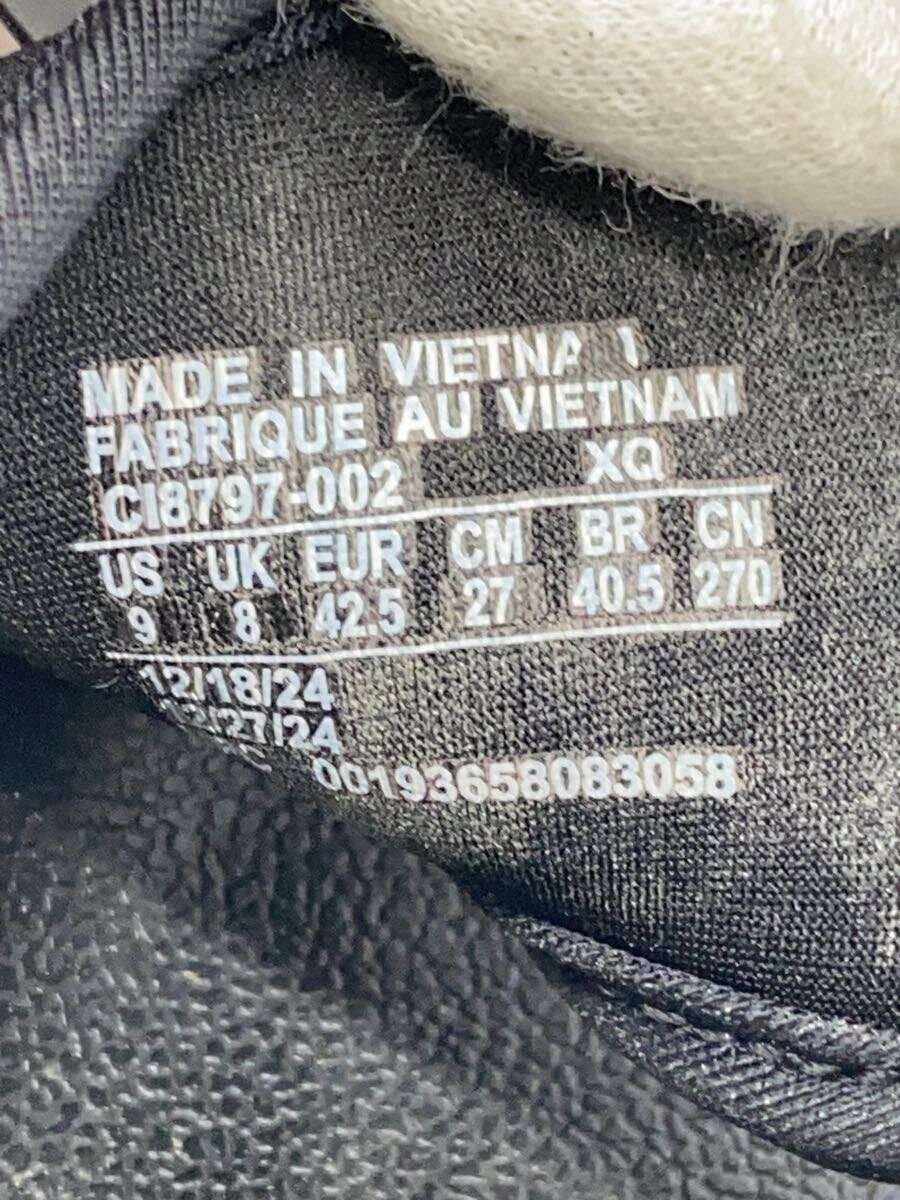 MADE IN
FABRIQUE AU VIETNAM
CI8797-002 XQ
US UK EUR CM BR CN
9 8 42.5 27 40.5 270
12/18/24
00193658083058